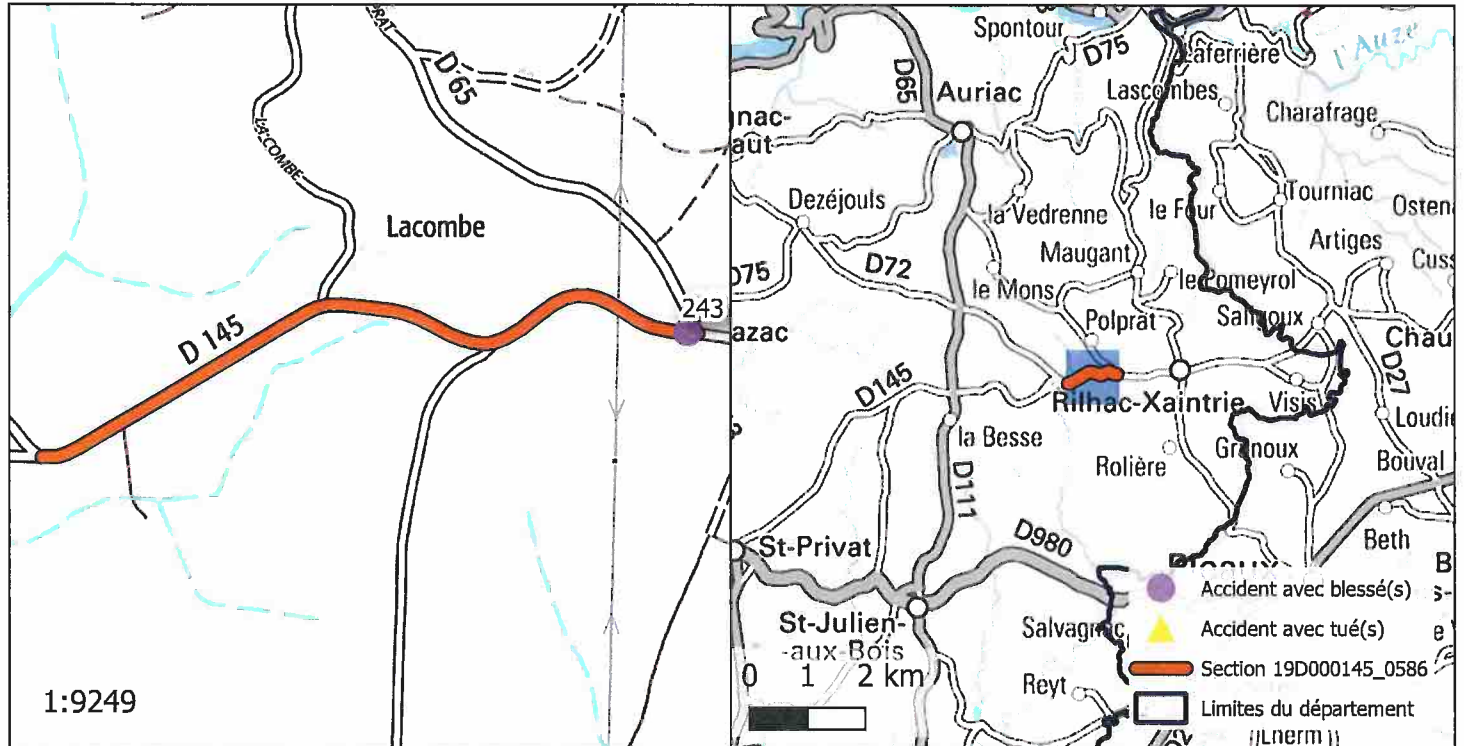 D 65
LA COMBE
Lacombe
D 145
243
1:9249
Spontour
D75
Laferrière
l'Auze
D65
Auriac
Lascombes
Charafrage
Dezéjouls
la Vedrenne
le Four
Tourniac
Maugant
Artiges
D72
D75
le Mons
le Pomeyrol
Polprat
D145
D27
Rilhac-Xaintrie
Visis
la Besse
Rolière
Bouval
D111
D980
Beth
St-Privat
St-Julien-
-aux-Bois
Reyt
0 1 2 km
Accident avec blessé(s)
Accident avec tué(s)
Section 19D000145_0586
Limites du département